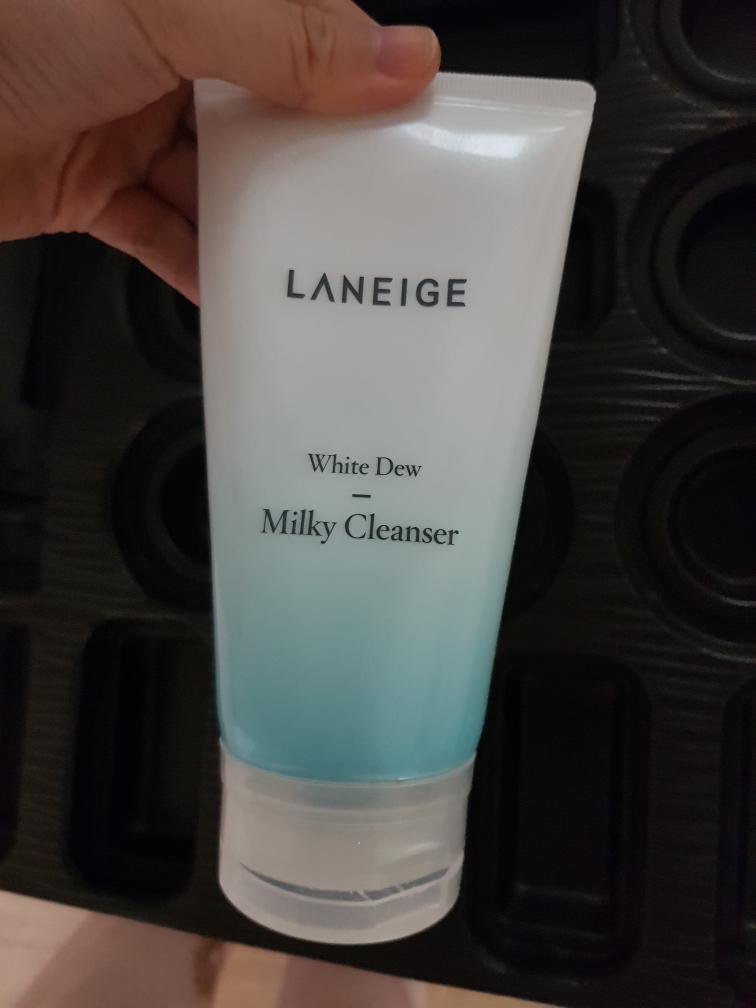 LANEIGE
White Dew
–
Milky Cleanser